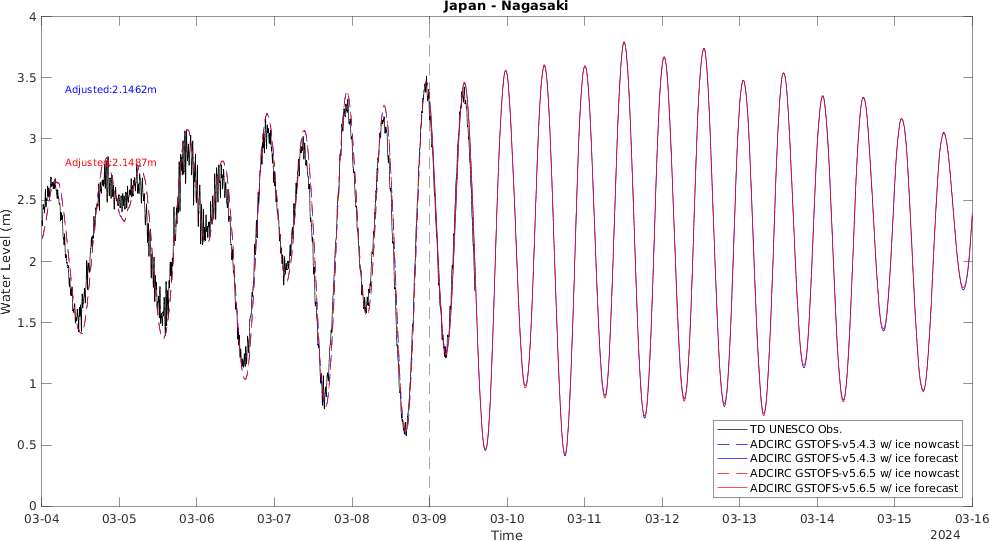 Japan - Nagasaki
4
3.5
3
2.5
2
1.5
1
0.5
0
Water Level (m)
Adjusted:2.1462m
Adjusted:2.1487m
TD UNESCO Obs.
ADCIRC GSTOFS-v5.4.3 w/ ice nowcast
ADCIRC GSTOFS-v5.4.3 w/ ice forecast
ADCIRC GSTOFS-v5.6.5 w/ ice nowcast
ADCIRC GSTOFS-v5.6.5 w/ ice forecast
03-04 03-05 03-06 03-07 03-08 03-09 03-10 03-11 03-12 03-13 03-14 03-15 03-16
Time
2024